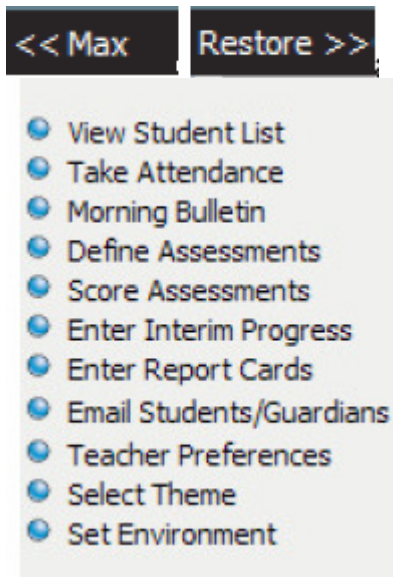 << Max Restore >>
View Student List
Take Attendance
Morning Bulletin
Define Assessments
Score Assessments
Enter Interim Progress
Enter Report Cards
Email Students/Guardians
Teacher Preferences
Select Theme
Set Environment